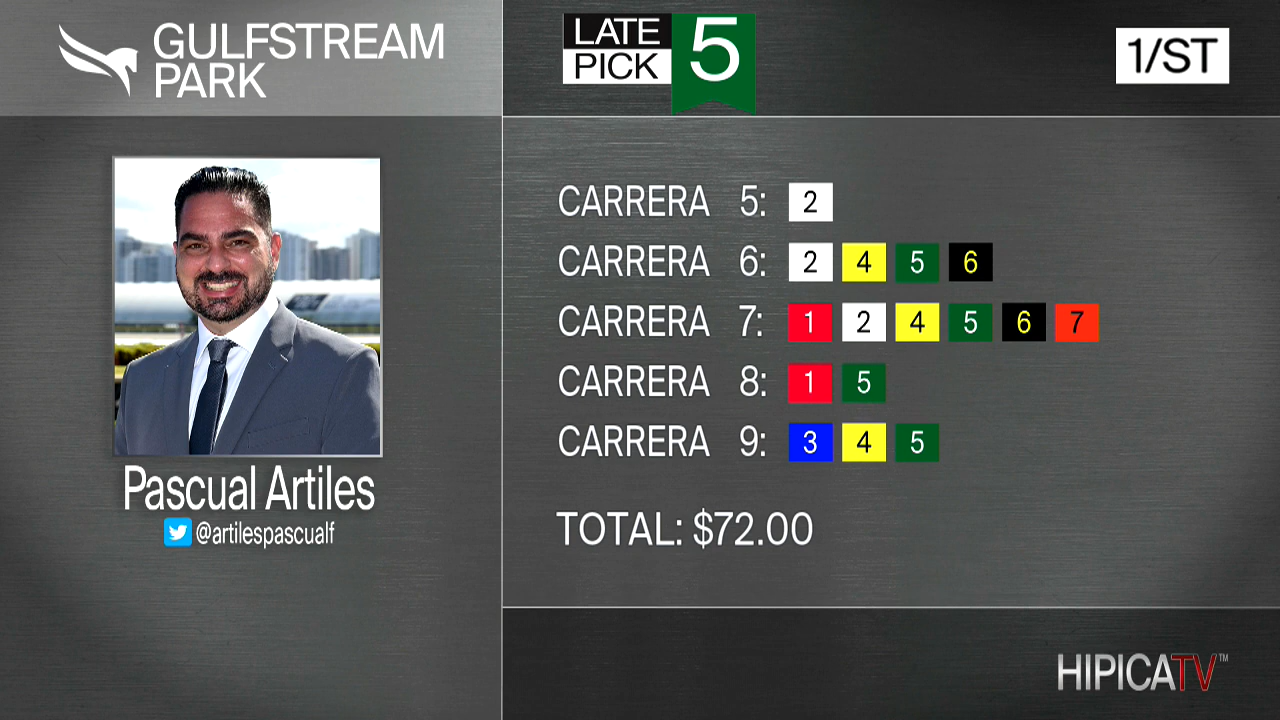 GULFSTREAM
PARK
LATE
PICK
5
1/ST
CARRERA 5: 2
CARRERA 6: 2 4 5 6
CARRERA 7: 1 2 4 5 6 7
CARRERA 8: 1 5
CARRERA 9: 3 4 5
TOTAL: $72.00
Pascual Artiles
@artilespascualf
HIPICATV™